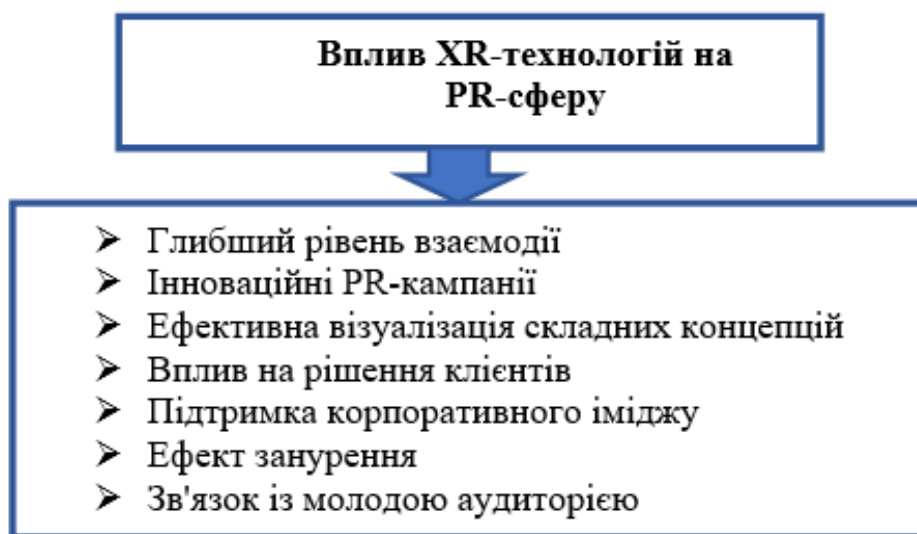 Вплив XR-технологій на
PR-сферу
➢ Глибший рівень взаємодії
➢ Інноваційні PR-кампанії
➢ Ефективна візуалізація складних концепцій
➢ Вплив на рішення клієнтів
➢ Підтримка корпоративного іміджу
➢ Ефект занурення
➢ Зв'язок із молодою аудиторією